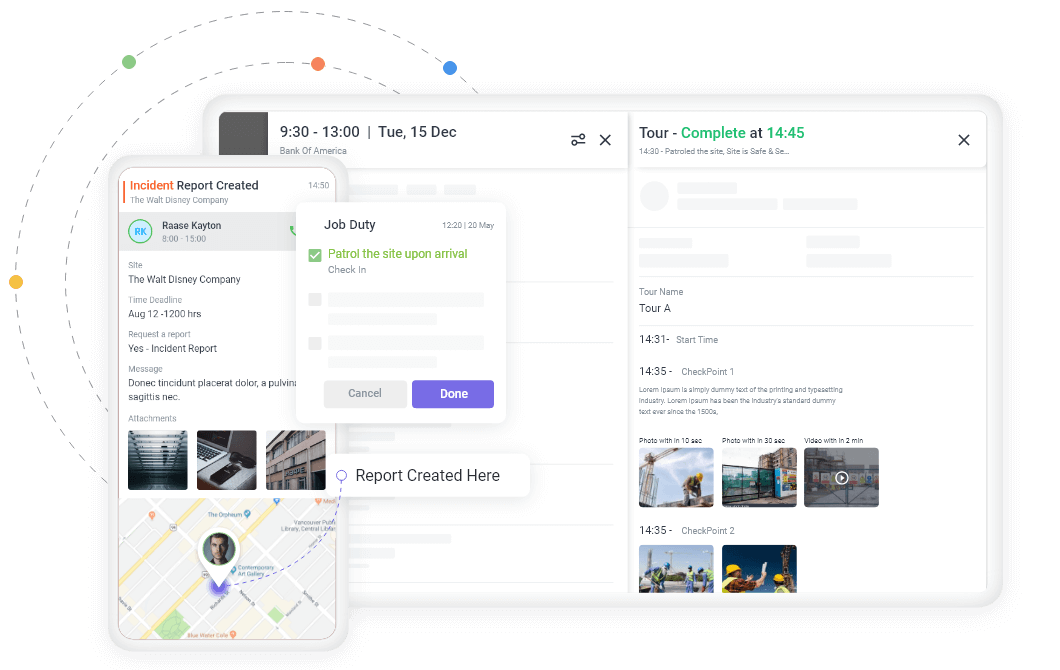 9:30 - 13:00 | Tue, 15 Dec
Bank Of America
Tour - Complete at 14:45
14:30 - Patroled the site, Site is Safe & Se...
Incident Report Created
14:50
The Walt Disney Company
RK
Raase Kayton
8:00 - 15:00
Site
The Walt Disney Company
Time Deadline
Aug 12 -1200 hrs
Request a report
Yes - Incident Report
Message
Donec tincidunt placerat dolor, a pulvina
sagittis nec.
Attachments
Job Duty
12:20 | 20 May
Patrol the site upon arrival
Check In
Cancel
Done
Report Created Here
The Orpheum
Vancouver Publ
Library, Central Libra
Contemporary
Art Gallery
Nelson St
Smithe St
Blue Water Cafe
Tour Name
Tour A
14:31- Start Time
14:35 - CheckPoint 1
Lorem Ipsum is simply dummy text of the printing and typesetting
industry. Lorem Ipsum has been the industry's standard dummy
text ever since the 1500s,
Photo with in 10 sec
Photo with in 30 sec
Video with in 2 min
14:35 - CheckPoint 2